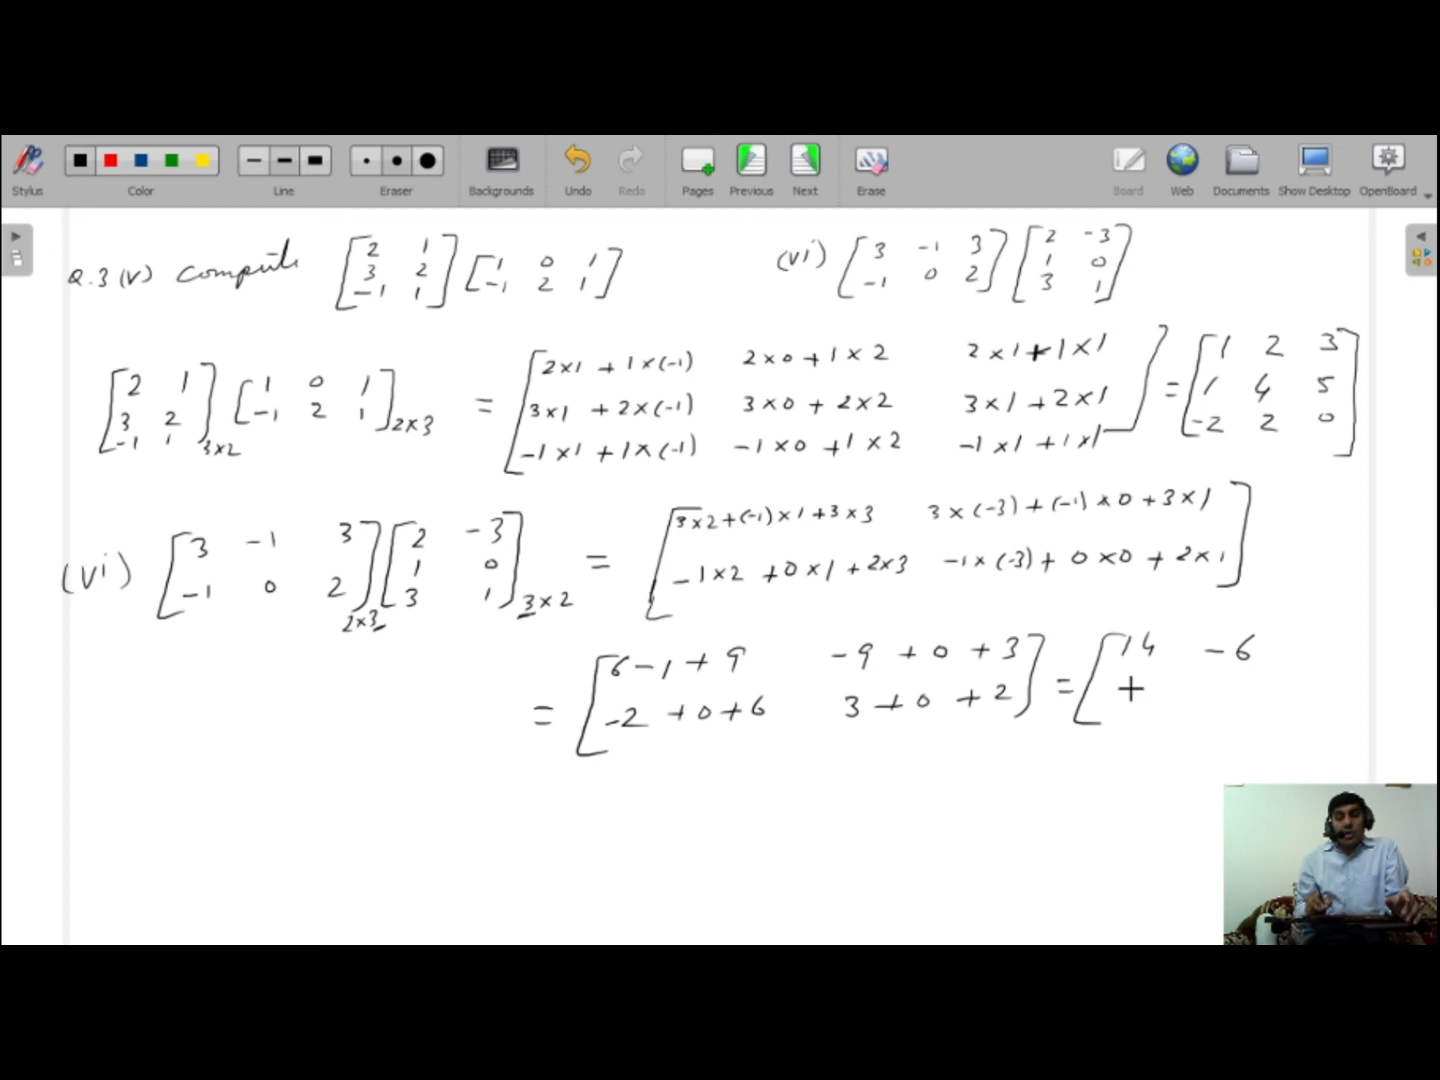 Stylus Color Line Eraser Backgrounds Undo Redo Pages Previous Next Erase Board Web Documents Show Desktop OpenBoard
Q.3 (V) Compute [2 1 [1 0 1] (vi) [3 -1 3] [2 -3]
3 2 -1 2 1] -1 0 2] 1 0
-1 1] 3 1]
[2 1] [1 0 1] = [2×1 + 1×(-1) 2×0 + 1×2 2×1 + 1×1 ] = [1 2 3]
3 2 -1 2 1]2×3 3×1 + 2×(-1) 3×0 + 2×2 3×1 + 2×1 1 4 5
-1 1]3×2 -1×1 + 1×(-1) -1×0 + 1×2 -1×1 + 1×1 -2 2 0
(vi) [3 -1 3] [2 -3] = [3×2+(-1)×1+3×3 3×(-3)+(-1)×0+3×1]
-1 0 2]2×3 1 0 -1×2 +0×1+2×3 -1×(-3)+ 0×0 + 2×1
3 1]3×2
= [6-1+9 -9 + 0 + 3] = [14 -6
-2 +0+6 3 + 0 + 2]